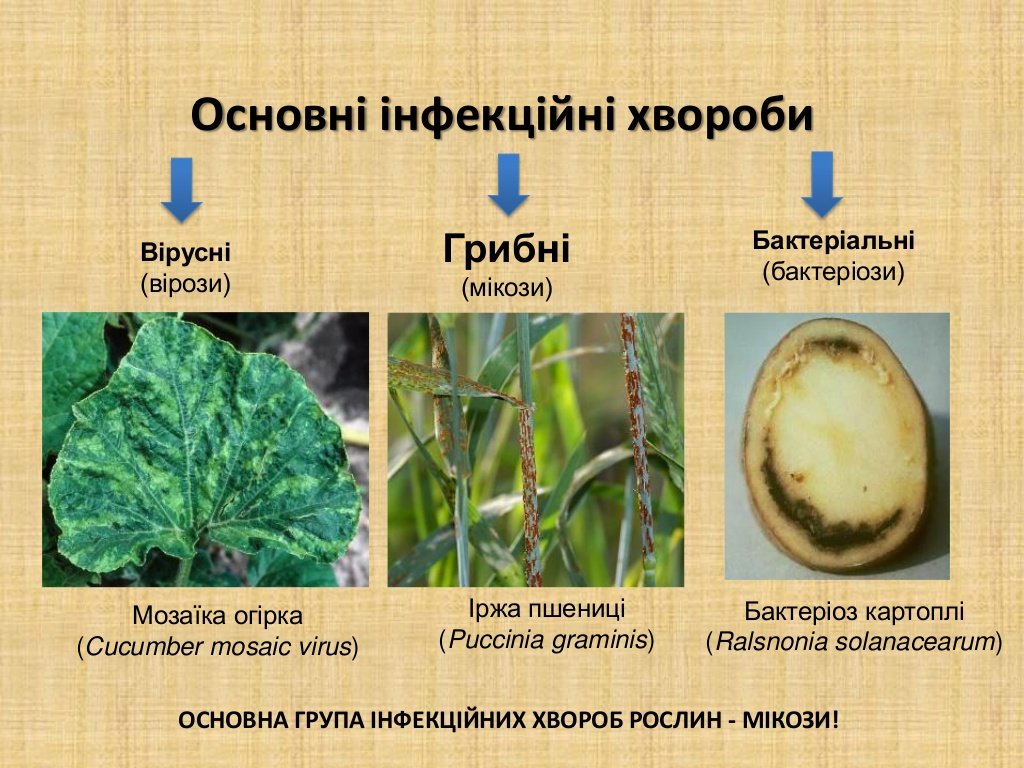 Основні інфекційні хвороби
Вірусні
(вірози)
Грибні
(мікози)
Бактеріальні
(бактеріози)
Мозаїка огірка
(Cucumber mosaic virus)
Іржа пшениці
(Puccinia graminis)
Бактеріоз картоплі
(Ralsnonia solanacearum)
ОСНОВНА ГРУПА ІНФЕКЦІЙНИХ ХВОРОБ РОСЛИН - МІКОЗИ!